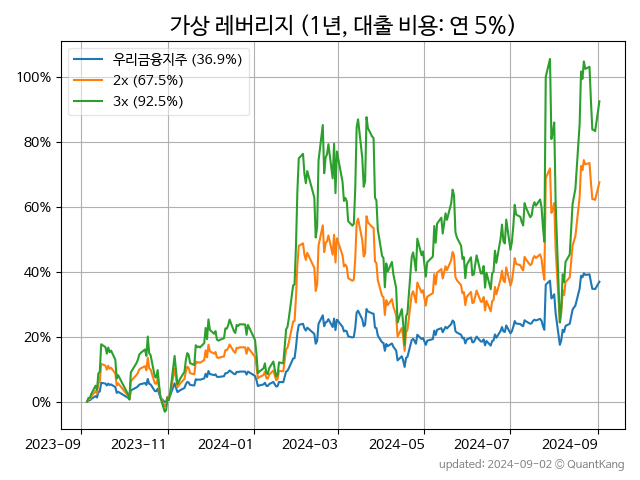 가상 레버리지 (1년, 대출 비용: 연 5%)
우리금융지주 (36.9%)
2x (67.5%)
3x (92.5%)
100%
80%
60%
40%
20%
0%
2023-09 2023-11 2024-01 2024-03 2024-05 2024-07 2024-09
updated: 2024-09-02 © QuantKang